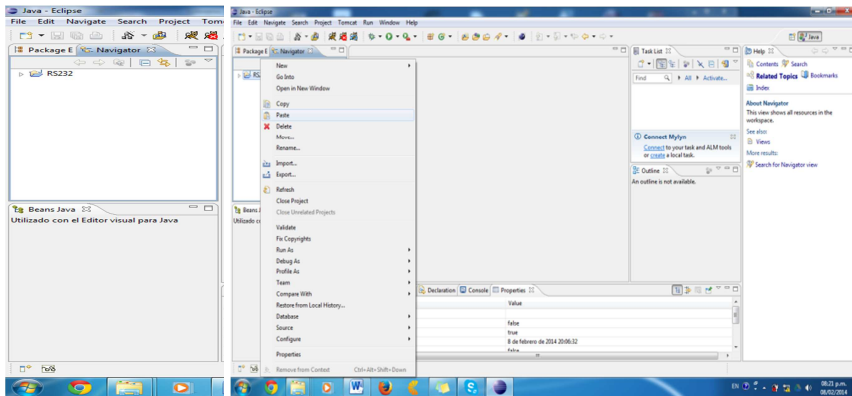 Java - Eclipse
File Edit Navigate Search Project Tom
Package E Navigator
RS232
Beans Java
Utilizado con el Editor visual para Java
Java - Eclipse
File Edit Navigate Search Project Tomcat Run Window Help
Java
Package E Navigator
RS
New
Go Into
Open in New Window
Copy
Paste
Delete
Move...
Rename...
Import...
Export...
Refresh
Close Project
Close Unrelated Projects
Validate
Fix Copyrights
Run As
Debug As
Profile As
Team
Compare With
Restore from Local History...
Database
Source
Configure
Properties
Remove from Context Ctrl+Alt+Shift+Down
Beans J
Utilizado co
Declaration Console Properties
Value
false
true
8 de febrero de 2014 20:06:32
false
Task List
Find All Activate...
Connect Mylyn
Connect to your task and ALM tools
or create a local task.
Outline
An outline is not available.
Help
Contents Search
Related Topics Bookmarks
Index
About Navigator
This view shows all resources in the
workspace.
See also:
Views
More results:
Search for Navigator view
EN 08:21 p.m.
08/02/2014